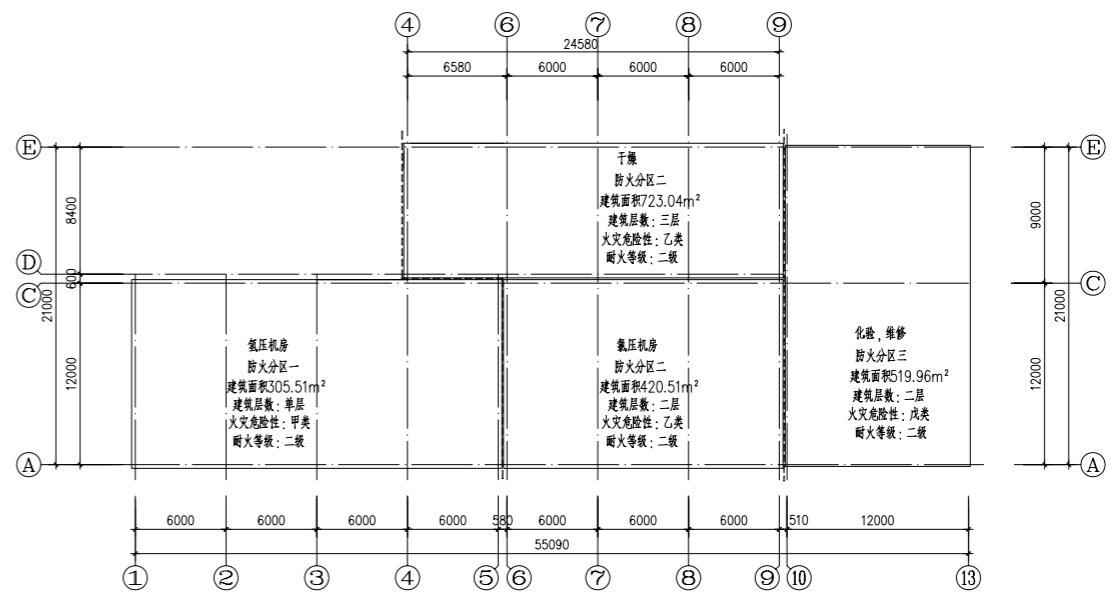 ④ ⑥ ⑦ ⑧ ⑨
24580
6580 6000 6000 6000
Ⓔ Ⓔ
干燥
防火分区二
建筑面积723.04m²
建筑层数：三层
火灾危险性：乙类
耐火等级：二级
8400
9000
Ⓓ
600
Ⓒ Ⓒ
21000
21000
12000
12000
氢压机房
防火分区一
建筑面积305.51m²
建筑层数：单层
火灾危险性：甲类
耐火等级：二级
氯压机房
防火分区二
建筑面积420.51m²
建筑层数：二层
火灾危险性：乙类
耐火等级：二级
化验，维修
防火分区三
建筑面积519.96m²
建筑层数：二层
火灾危险性：戊类
耐火等级：二级
Ⓐ Ⓐ
6000 6000 6000 6000 580 6000 6000 6000 510 12000
55090
① ② ③ ④ ⑤ ⑥ ⑦ ⑧ ⑨ ⑩ ⑬